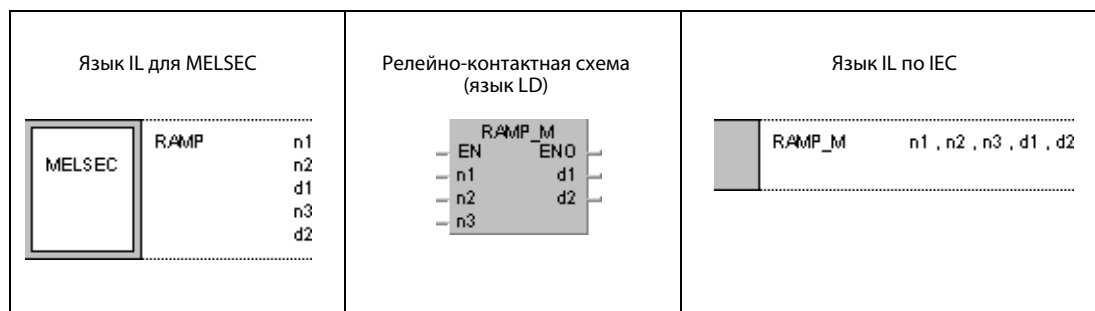 Язык IL для MELSEC
MELSEC
RAMP n1
n2
d1
n3
d2
Релейно-контактная схема
(язык LD)
RAMP_M
EN ENO
n1 d1
n2 d2
n3
Язык IL по IEC
RAMP_M n1 , n2 , n3 , d1 , d2